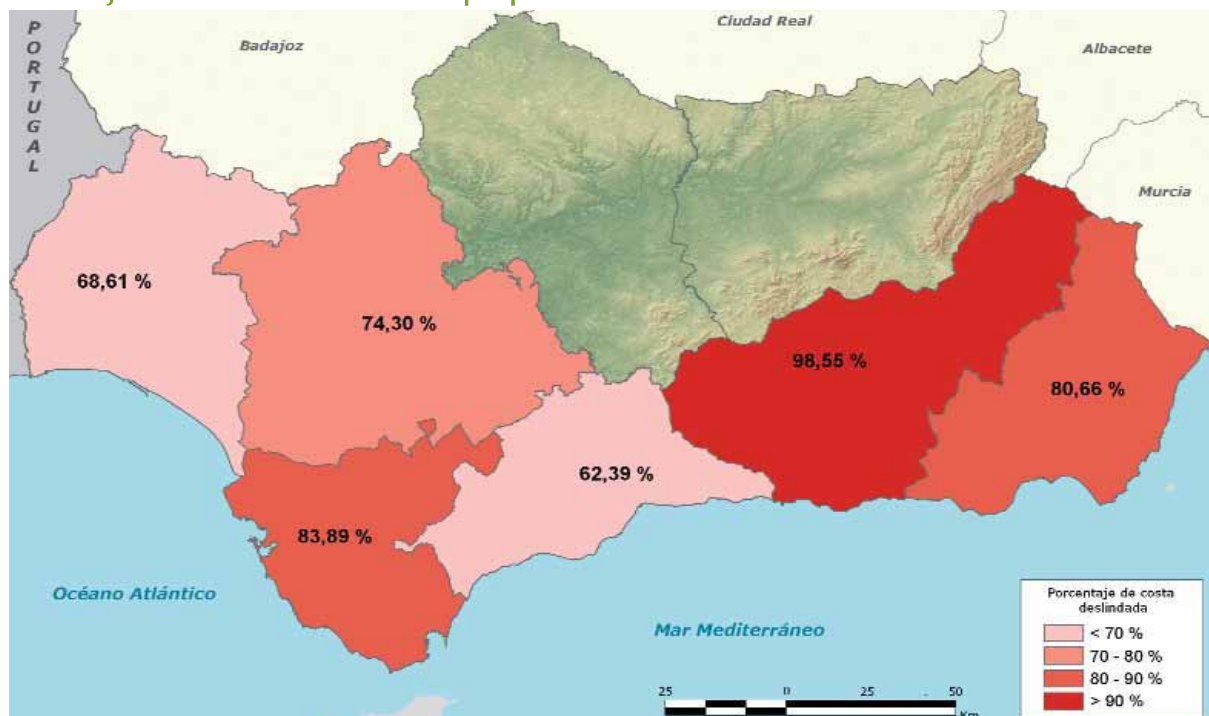 PORTUGAL
Badajoz
Ciudad Real
Albacete
Murcia
68,61 %
74,30 %
98,55 %
80,66 %
62,39 %
83,89 %
Océano Atlántico
Mar Mediterráneo
Porcentaje de costa
deslindada
< 70 %
70 - 80 %
80 - 90 %
> 90 %
25 0 25 50
Km